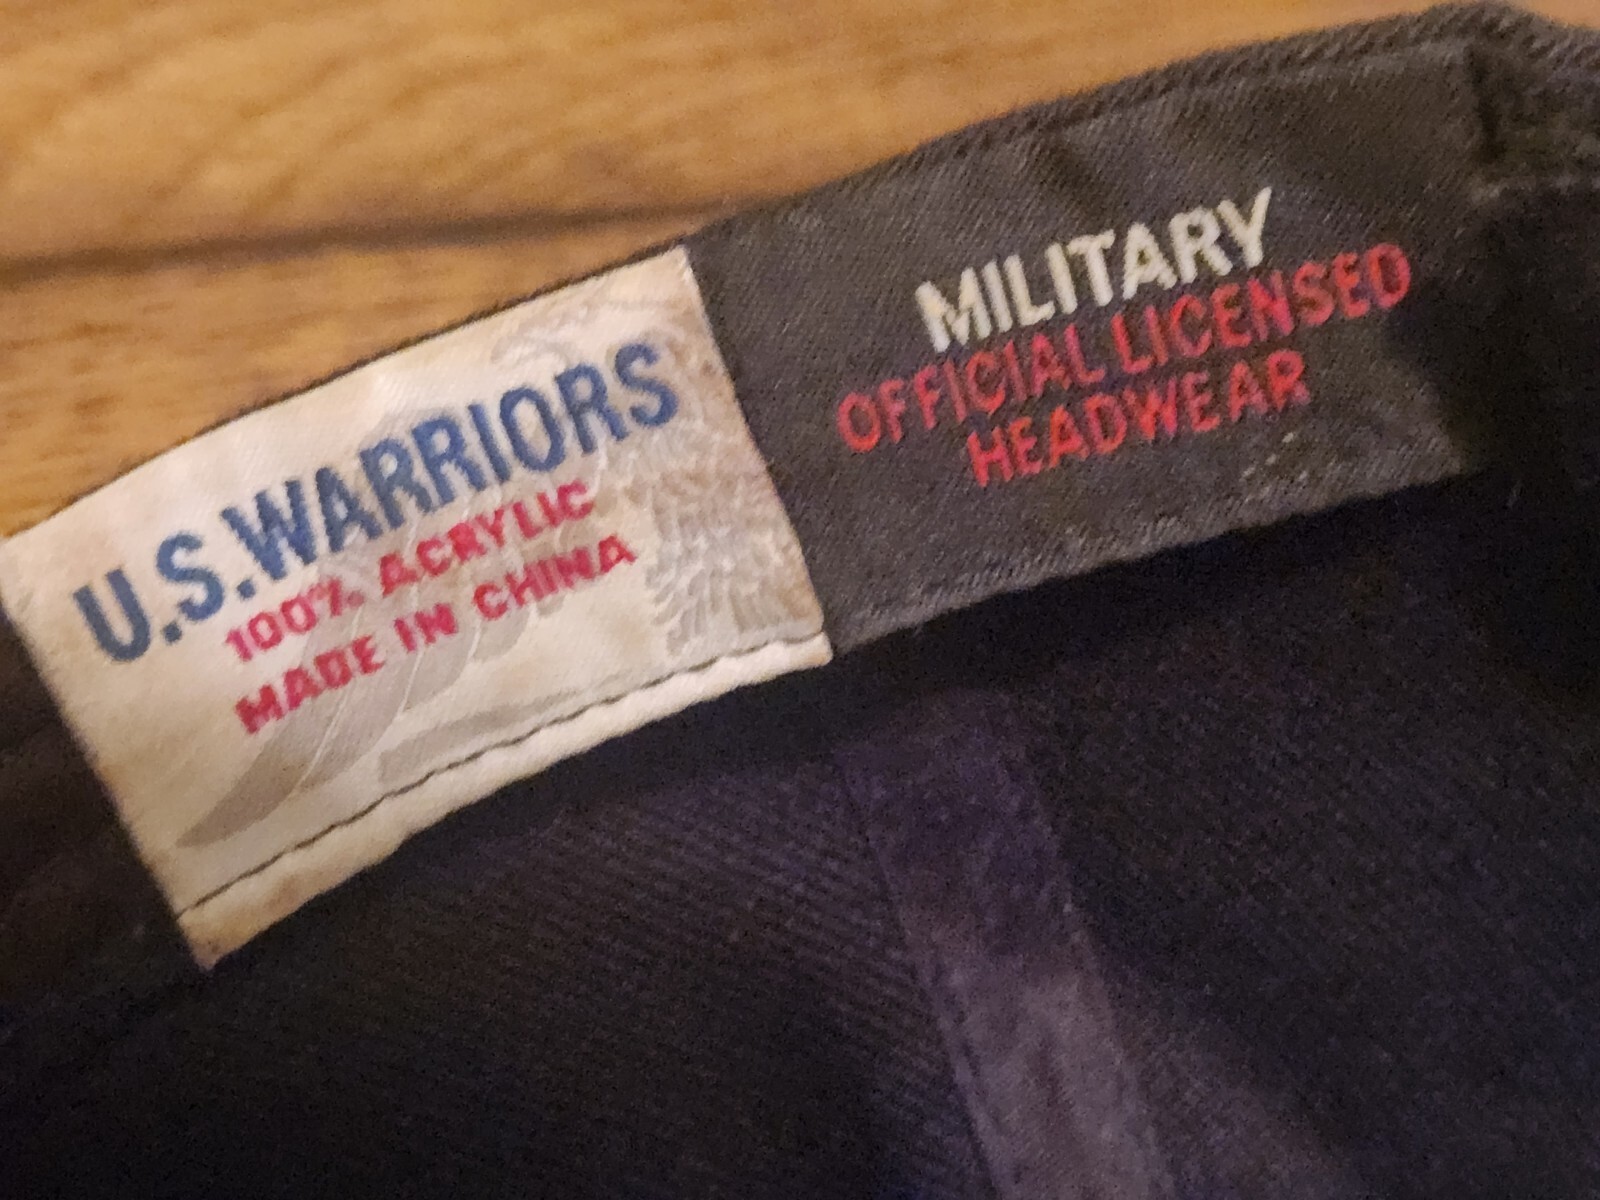 U.S.WARRIORS
100% ACRYLIC
MADE IN CHINA
MILITARY
OFFICIAL LICENSED
HEADWEAR